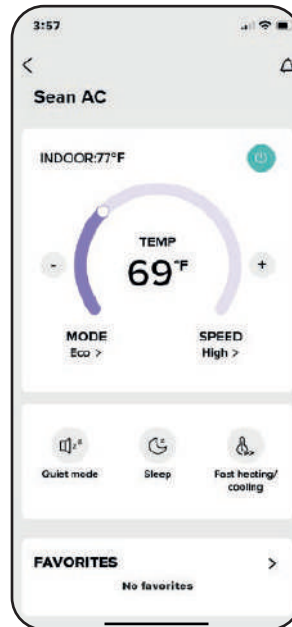 3:57
Sean AC
INDOOR:77°F
TEMP
- 69°F +
MODE SPEED
Eco > High >
Quiet mode Sleep Fast heating/
cooling
FAVORITES >
No favorites